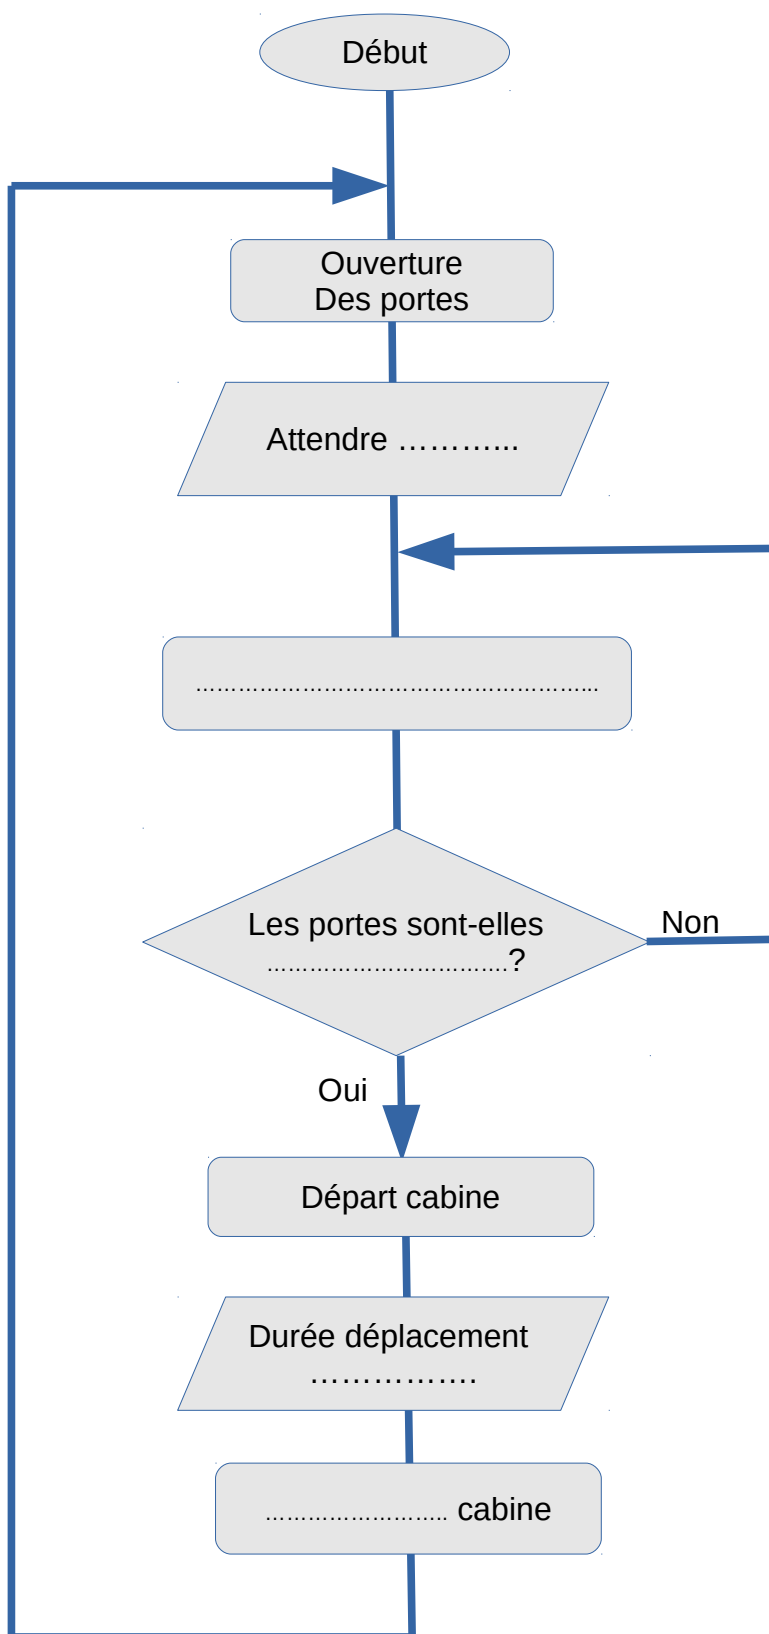 Début
Ouverture
Des portes
Attendre ………...
………………………………………………...
Les portes sont-elles
…………………………….?
Non
Oui
Départ cabine
Durée déplacement
…………….
…………………….. cabine